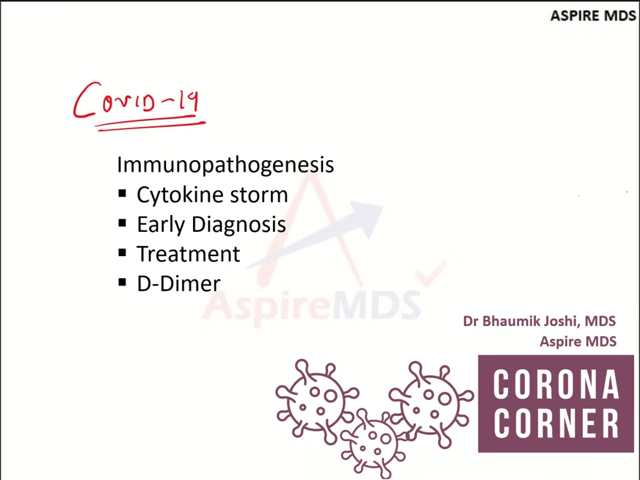 ASPIRE MDS
COVID-19
Immunopathogenesis
▪ Cytokine storm
▪ Early Diagnosis
▪ Treatment
▪ D-Dimer
AspireMDS
Dr Bhaumik Joshi, MDS
Aspire MDS
CORONA
CORNER